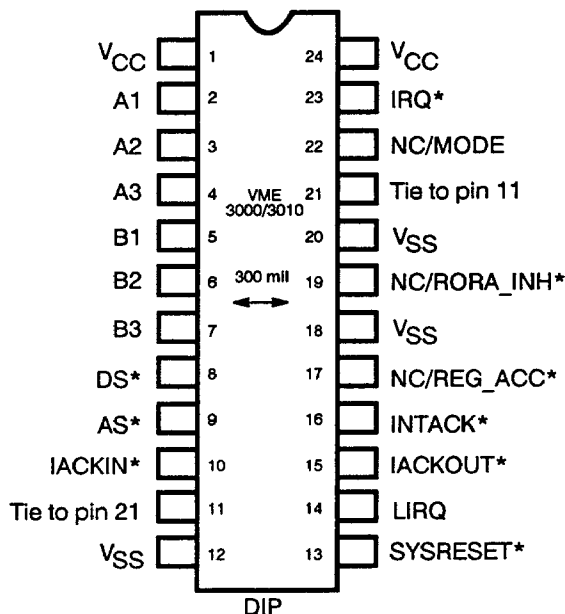 VCC 1 24 VCC
A1 2 23 IRQ*
A2 3 22 NC/MODE
A3 4 VME 21 Tie to pin 11
3000/3010
B1 5 20 VSS
B2 6 300 mil 19 NC/RORA_INH*
B3 7 18 VSS
DS* 8 17 NC/REG_ACC*
AS* 9 16 INTACK*
IACKIN* 10 15 IACKOUT*
Tie to pin 21 11 14 LIRQ
VSS 12 13 SYSRESET*
DIP